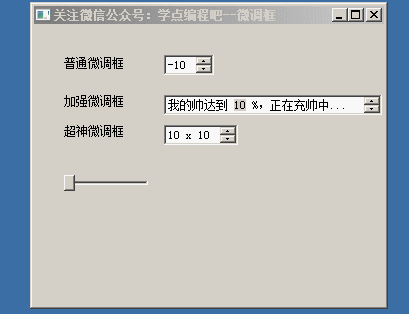 关注微信公众号：学点编程吧--微调框
普通微调框
-10
加强微调框
我的帅达到 10 %，正在充帅中...
超神微调框
10 x 10